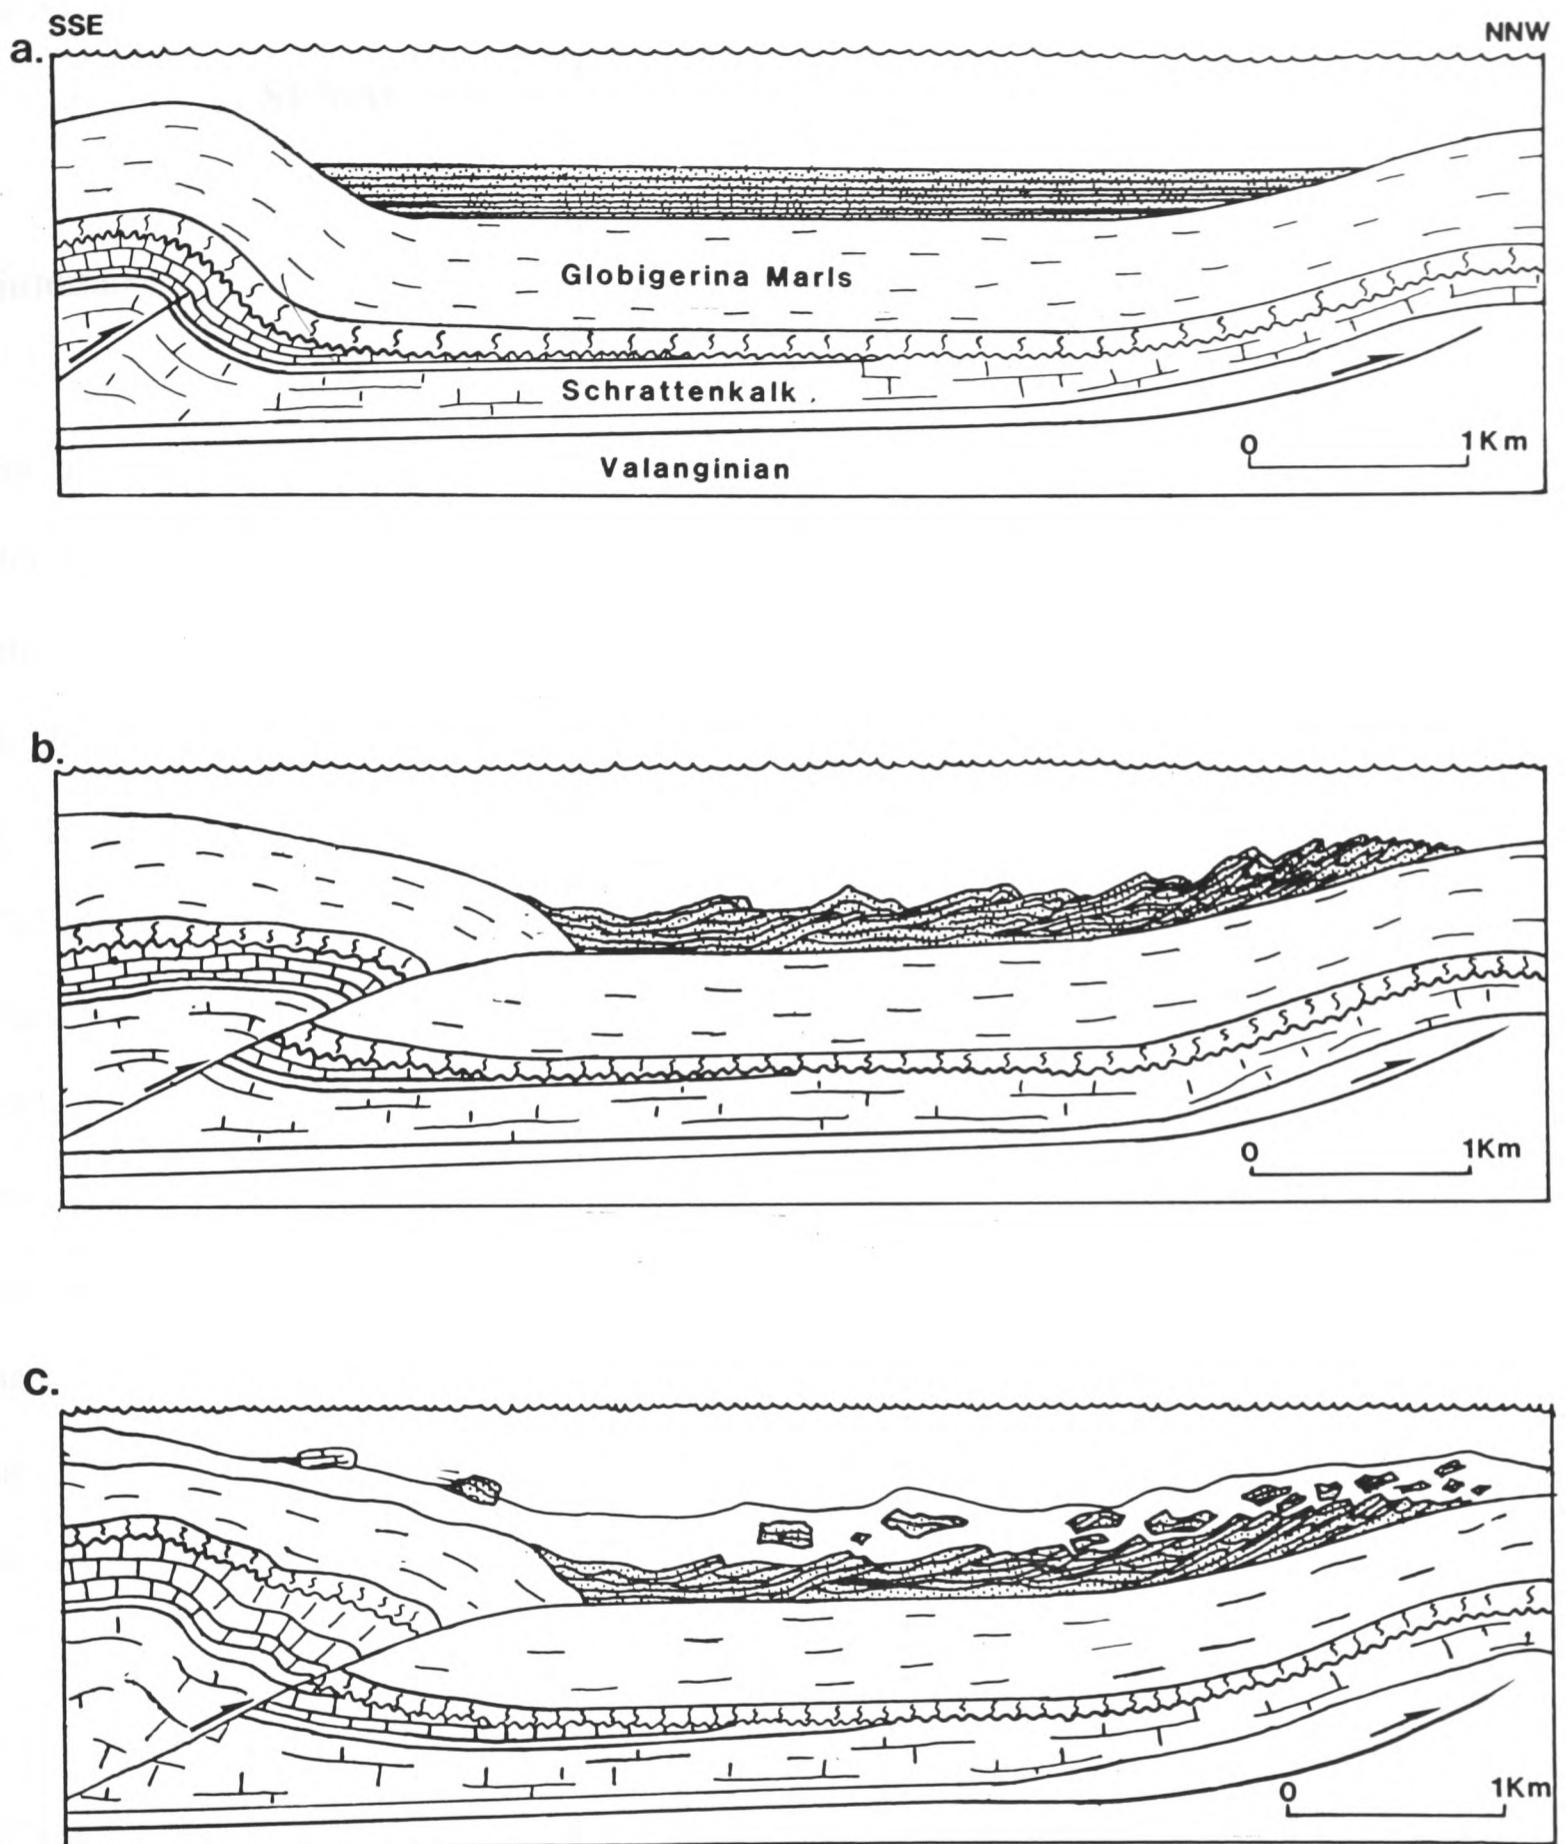 a.
SSE
NNW
Globigerina Marls
Schrattenkalk
Valanginian
0
1Km
b.
0
1Km
c.
0
1Km